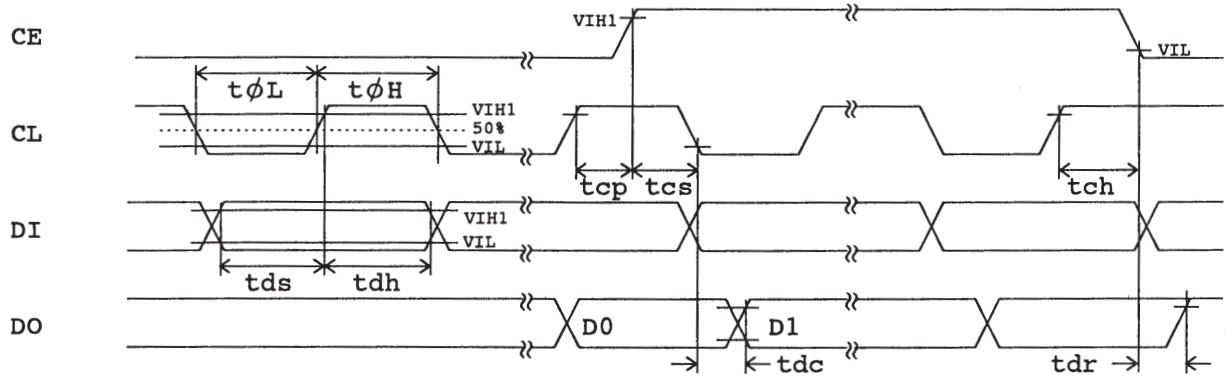 CE
VIH1
VIL
tϕL
tϕH
CL
VIH1
50%
VIL
tcp
tcs
tch
DI
VIH1
VIL
tds
tdh
DO
D0
D1
tdc
tdr